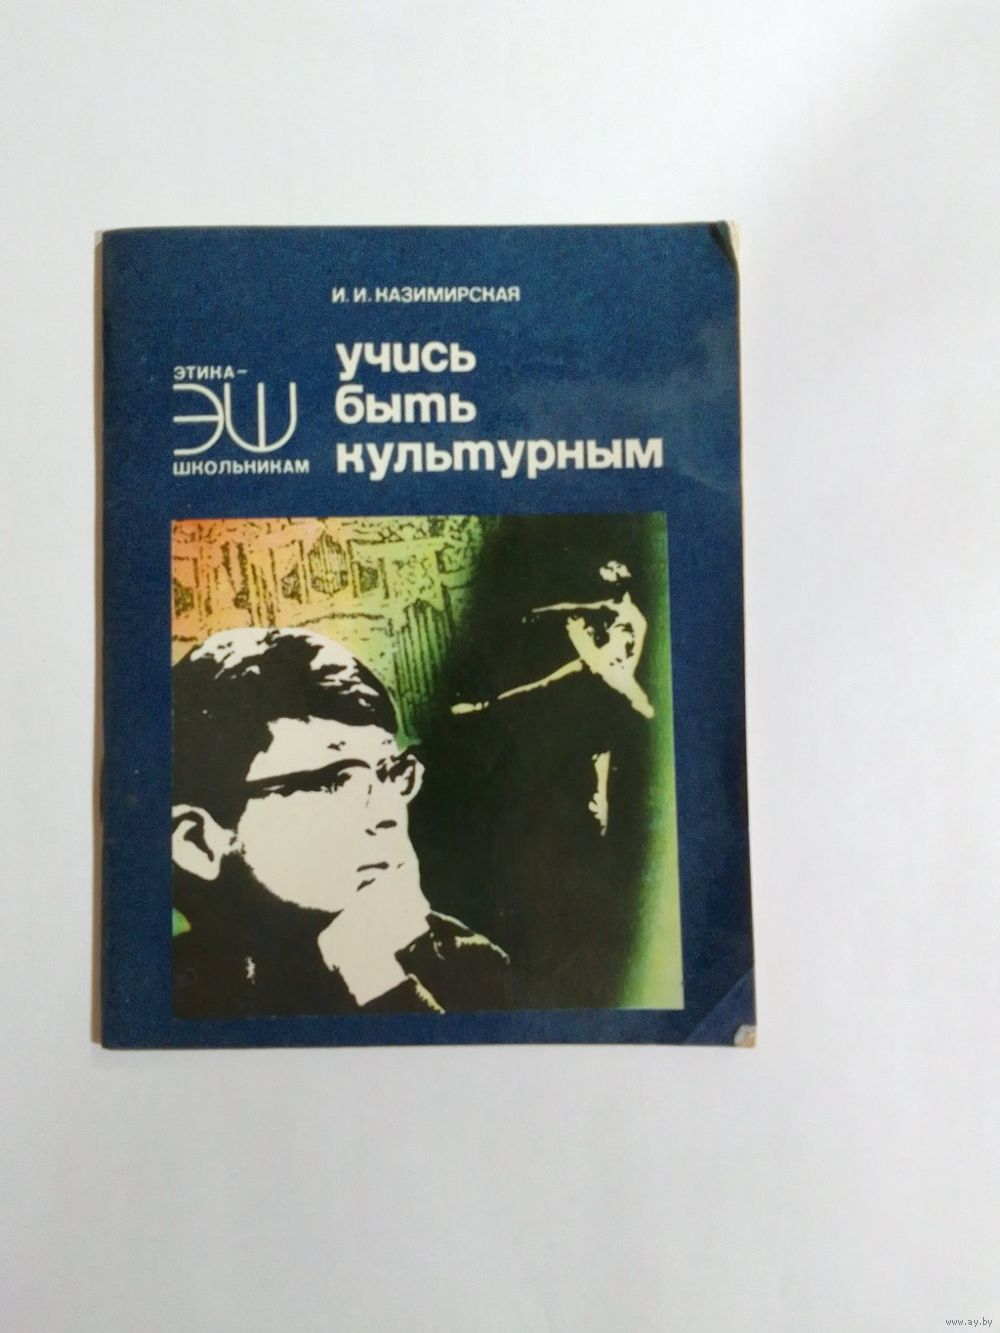 И. И. КАЗИМИРСКАЯ
учись
быть
культурным
ЭТИКА –
ЭШ
ШКОЛЬНИКАМ
www.ay.by